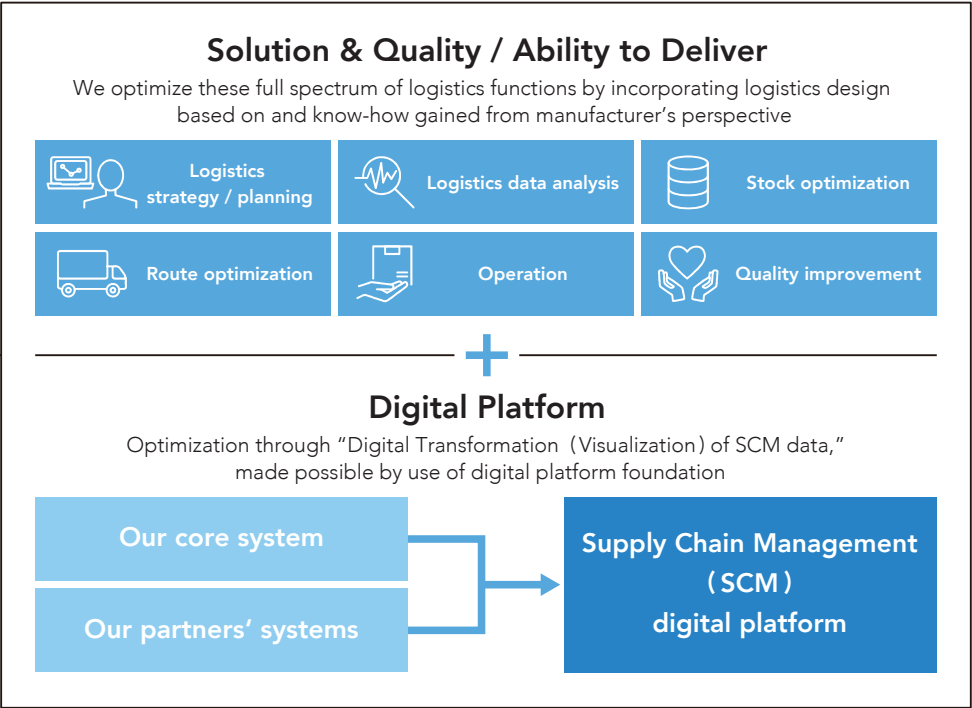 Solution & Quality / Ability to Deliver
We optimize these full spectrum of logistics functions by incorporating logistics design
based on and know-how gained from manufacturer's perspective
Logistics
strategy / planning
Logistics data analysis
Stock optimization
Route optimization
Operation
Quality improvement
Digital Platform
Optimization through “Digital Transformation（Visualization）of SCM data,”
made possible by use of digital platform foundation
Our core system
Our partners’ systems
Supply Chain Management
（SCM）
digital platform